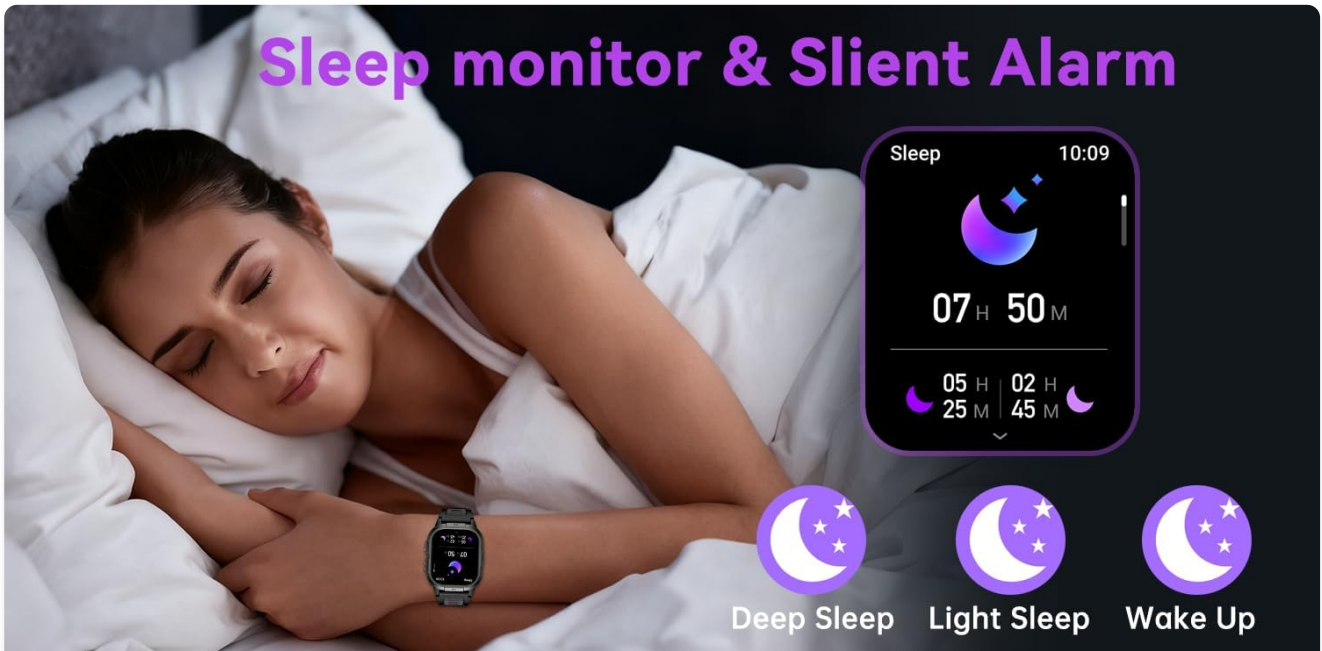 Sleep monitor & Slient Alarm
Sleep 10:09
07 H 50 M
05 H 02 H
25 M 45 M
Deep Sleep Light Sleep Wake Up